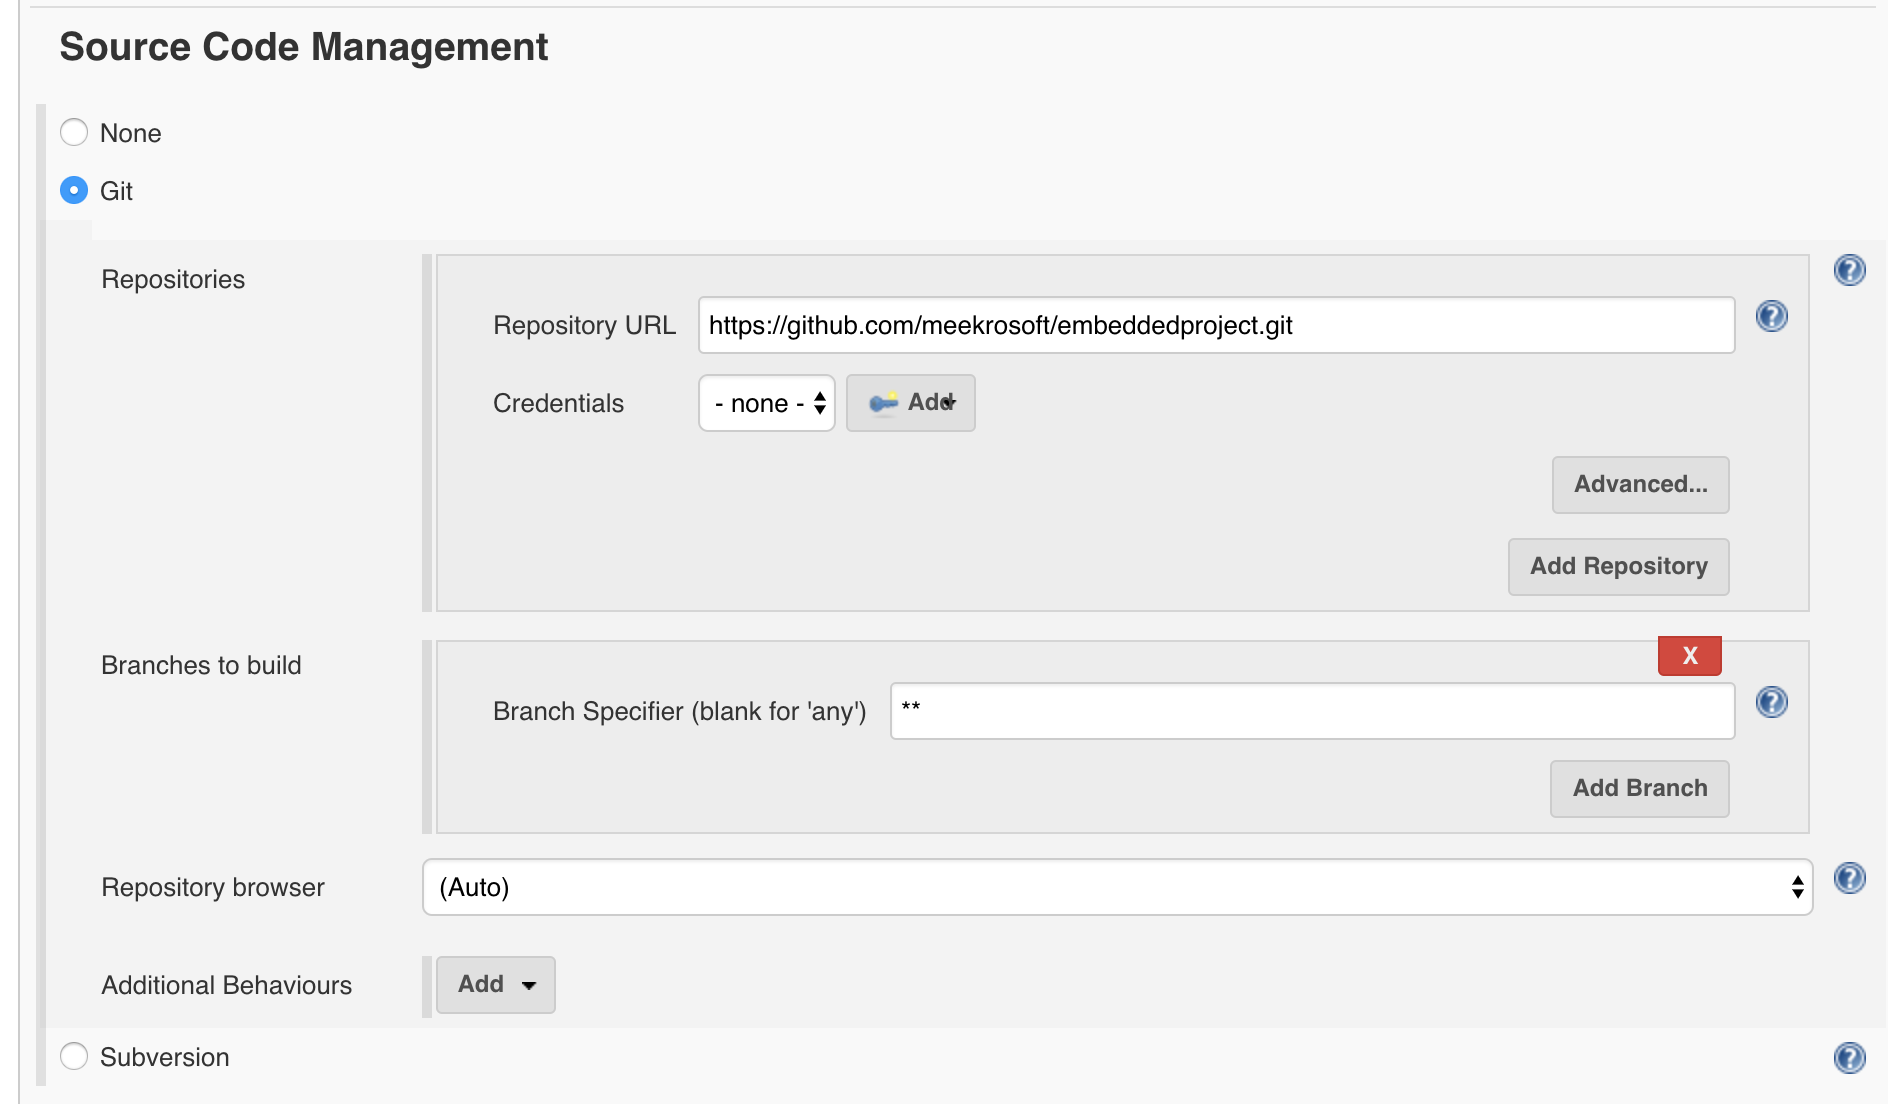 Source Code Management
None
Git
Repositories
Repository URL https://github.com/meekrosoft/embeddedproject.git
Credentials - none - Add
Advanced...
Add Repository
Branches to build
X
Branch Specifier (blank for 'any') **
Add Branch
Repository browser (Auto)
Additional Behaviours Add
Subversion